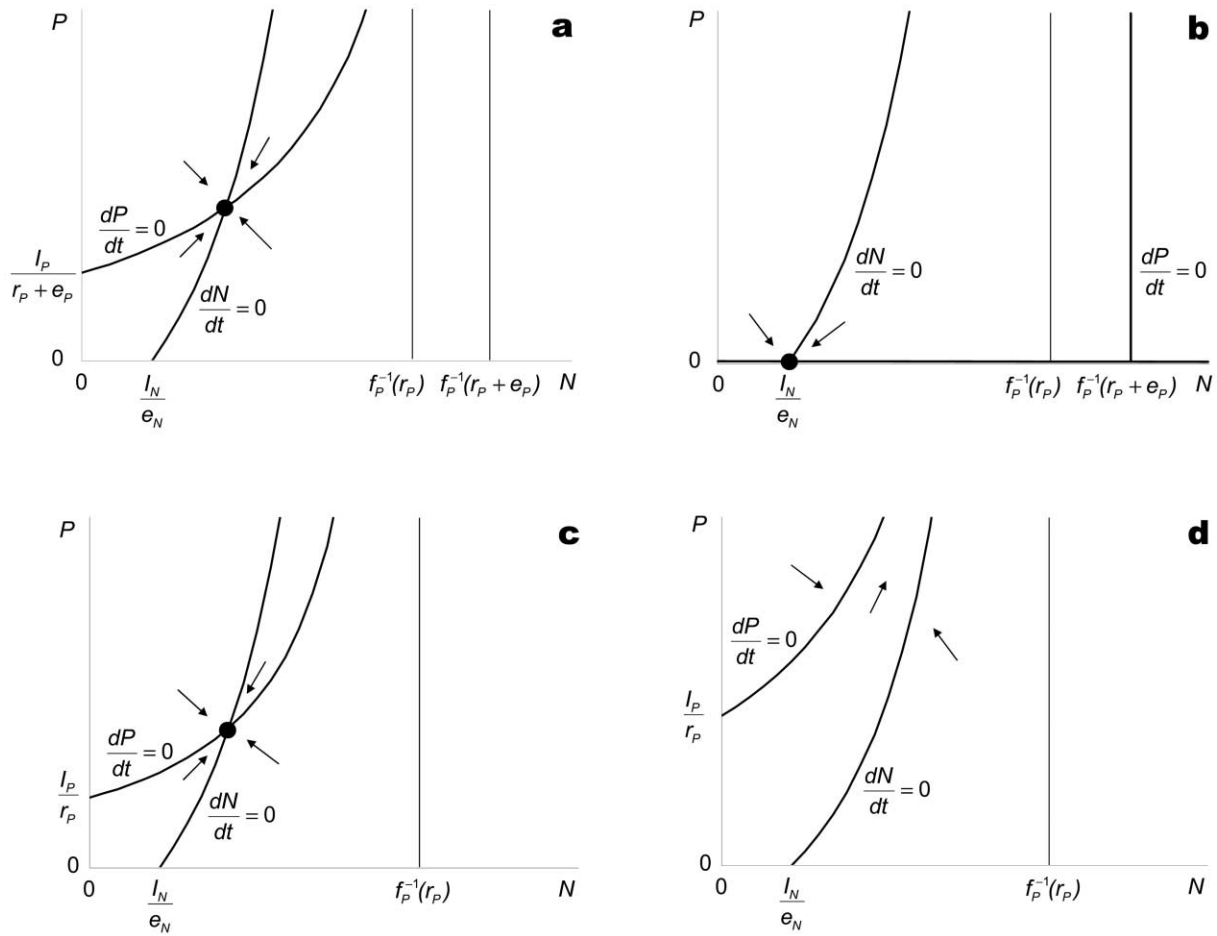 P
a
dP/dt = 0
I_P/(r_P + e_P)
dN/dt = 0
0
0
I_N/e_N
f_P^{-1}(r_P)
f_P^{-1}(r_P + e_P)
N
P
b
dN/dt = 0
dP/dt = 0
0
0
I_N/e_N
f_P^{-1}(r_P)
f_P^{-1}(r_P + e_P)
N
P
c
dP/dt = 0
I_P/r_P
dN/dt = 0
0
0
I_N/e_N
f_P^{-1}(r_P)
N
P
d
dP/dt = 0
I_P/r_P
dN/dt = 0
0
0
I_N/e_N
f_P^{-1}(r_P)
N